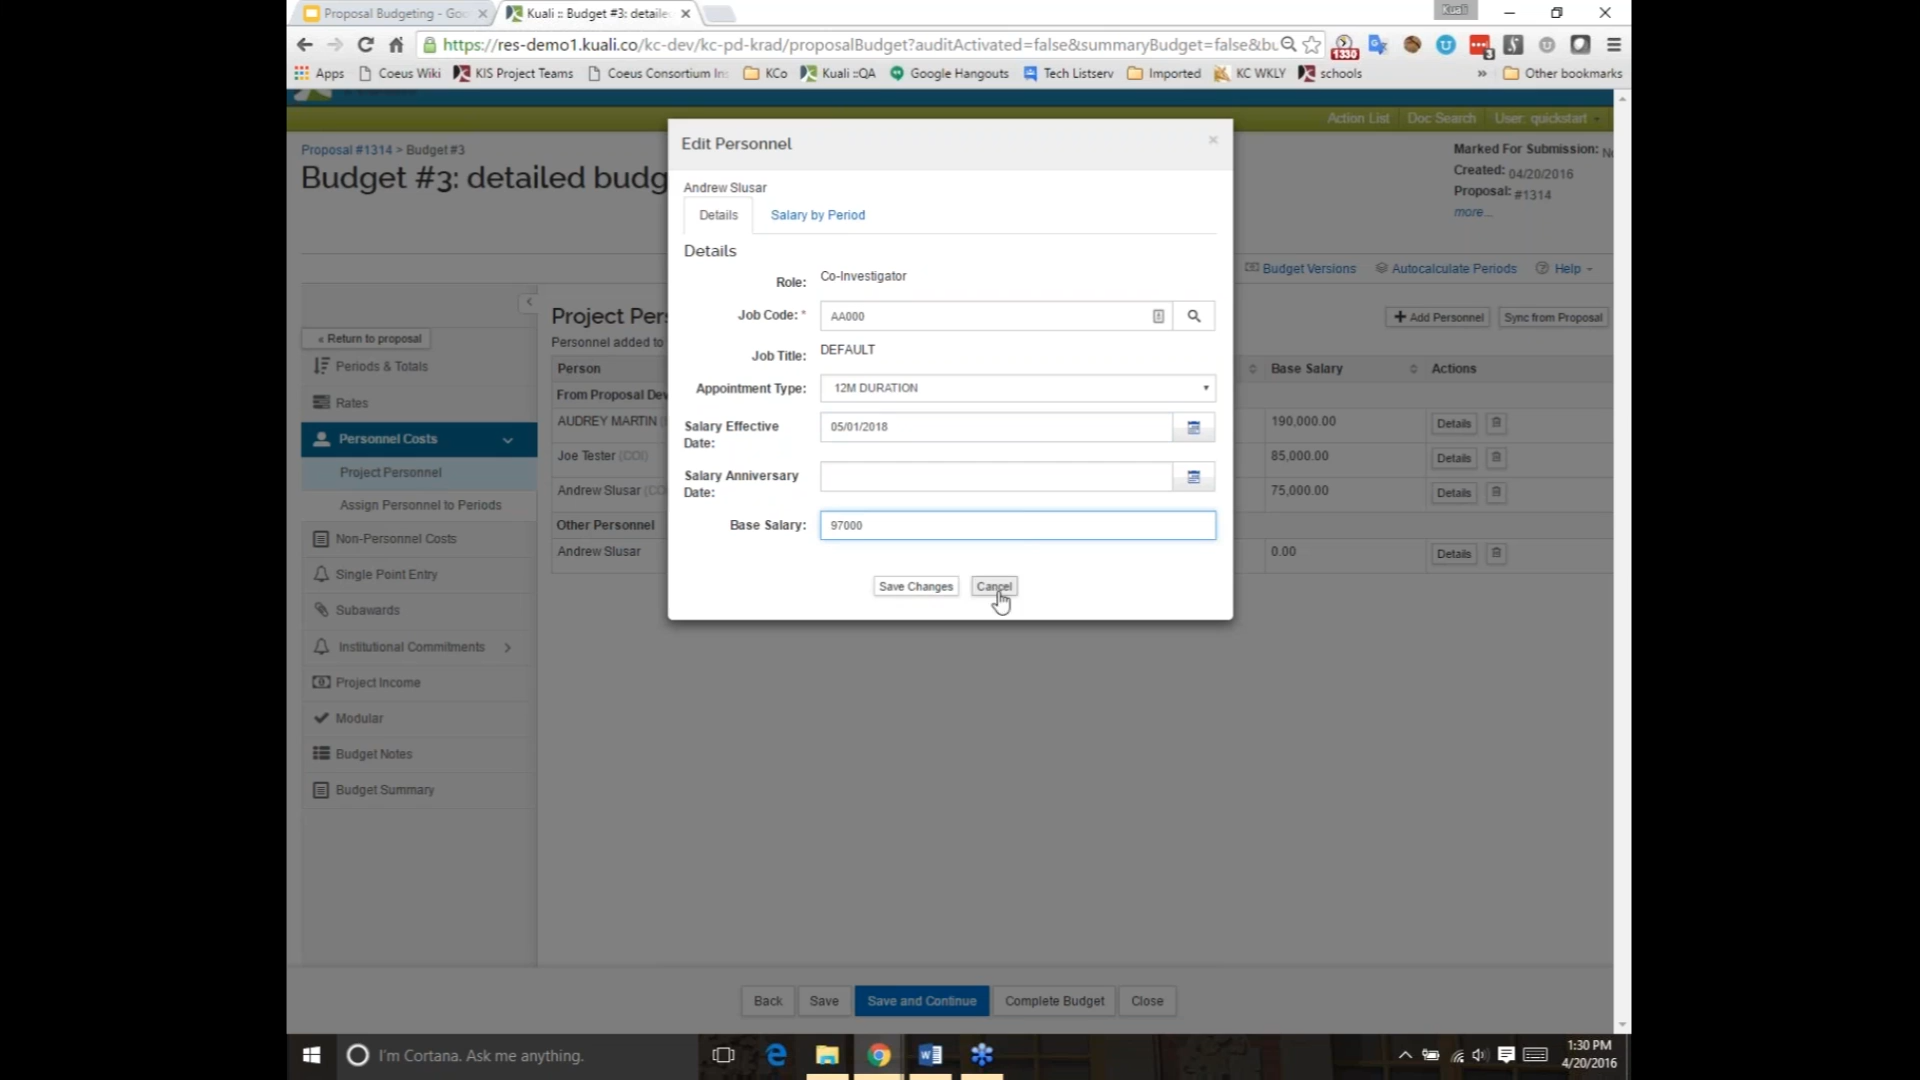 Proposal Budgeting - Goo
Kuali :: Budget #3: detaile
Kuali
https://res-demo1.kuali.co/kc-dev/kc-pd-krad/proposalBudget?auditActivated=false&summaryBudget=false&bu
1330
3
Apps
Coeus Wiki
KIS Project Teams
Coeus Consortium In
KCo
Kuali ::QA
Google Hangouts
Tech Listserv
Imported
KC WKLY
schools
»
Other bookmarks
Action List
Doc Search
User: quickstart
Proposal #1314 > Budget #3
Budget #3: detailed budg
Marked For Submission:
Created: 04/20/2016
Proposal: #1314
more...
Budget Versions
Autocalculate Periods
Help
« Return to proposal
Periods & Totals
Rates
Personnel Costs
Project Personnel
Assign Personnel to Periods
Non-Personnel Costs
Single Point Entry
Subawards
Institutional Commitments
Project Income
Modular
Budget Notes
Budget Summary
Project Per
Personnel added to
+ Add Personnel
Sync from Proposal
Person
Base Salary
Actions
From Proposal Dev
AUDREY MARTIN
190,000.00
Details
Joe Tester (COI)
85,000.00
Details
Andrew Slusar (CO
75,000.00
Details
Other Personnel
Andrew Slusar
0.00
Details
Edit Personnel
×
Andrew Slusar
Details
Salary by Period
Details
Role: Co-Investigator
Job Code: * AA000
Job Title: DEFAULT
Appointment Type: 12M DURATION
Salary Effective Date: 05/01/2018
Salary Anniversary Date:
Base Salary: 97000
Save Changes
Cancel
Back
Save
Save and Continue
Complete Budget
Close
I'm Cortana. Ask me anything.
1:30 PM
4/20/2016